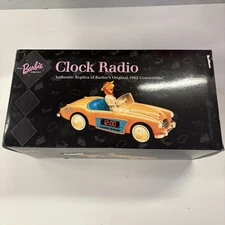 Barbie
Clock Radio
Authentic Replica of Barbie's Original 1962 Convertible!